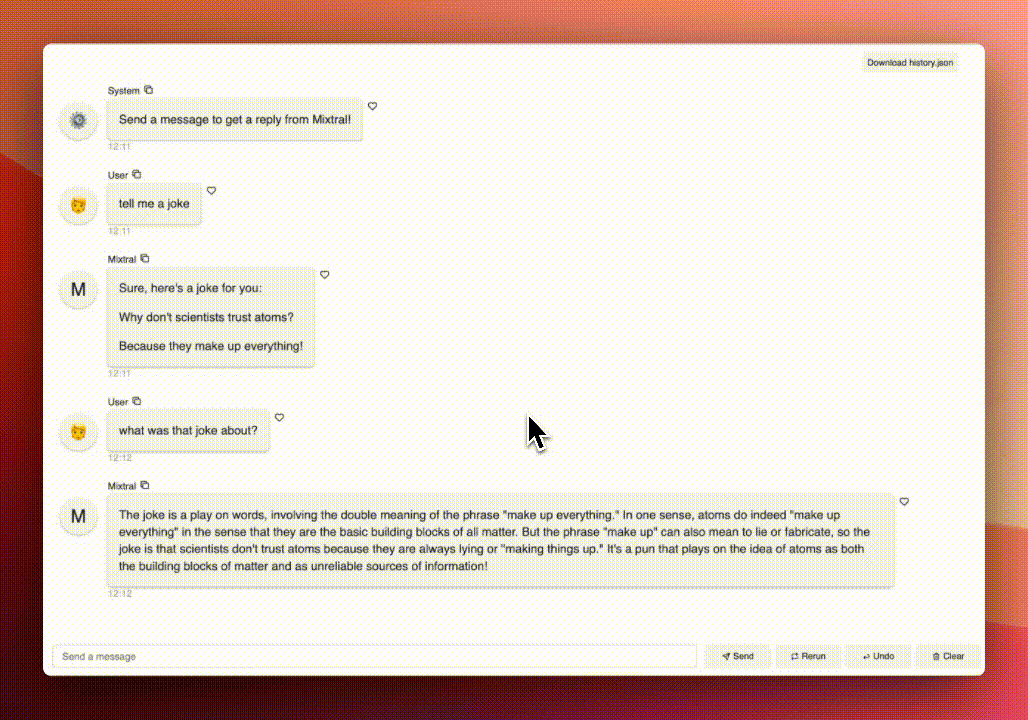 Download history.json
System
Send a message to get a reply from Mixtral!
12:11
User
tell me a joke
12:11
Mixtral
M
Sure, here's a joke for you:
Why don't scientists trust atoms?
Because they make up everything!
12:11
User
what was that joke about?
12:12
Mixtral
M
The joke is a play on words, involving the double meaning of the phrase "make up everything." In one sense, atoms do indeed "make up
everything" in the sense that they are the basic building blocks of all matter. But the phrase "make up" can also mean to lie or fabricate, so the
joke is that scientists don't trust atoms because they are always lying or "making things up." It's a pun that plays on the idea of atoms as both
the building blocks of matter and as unreliable sources of information!
12:12
Send a message
Send
Rerun
Undo
Clear